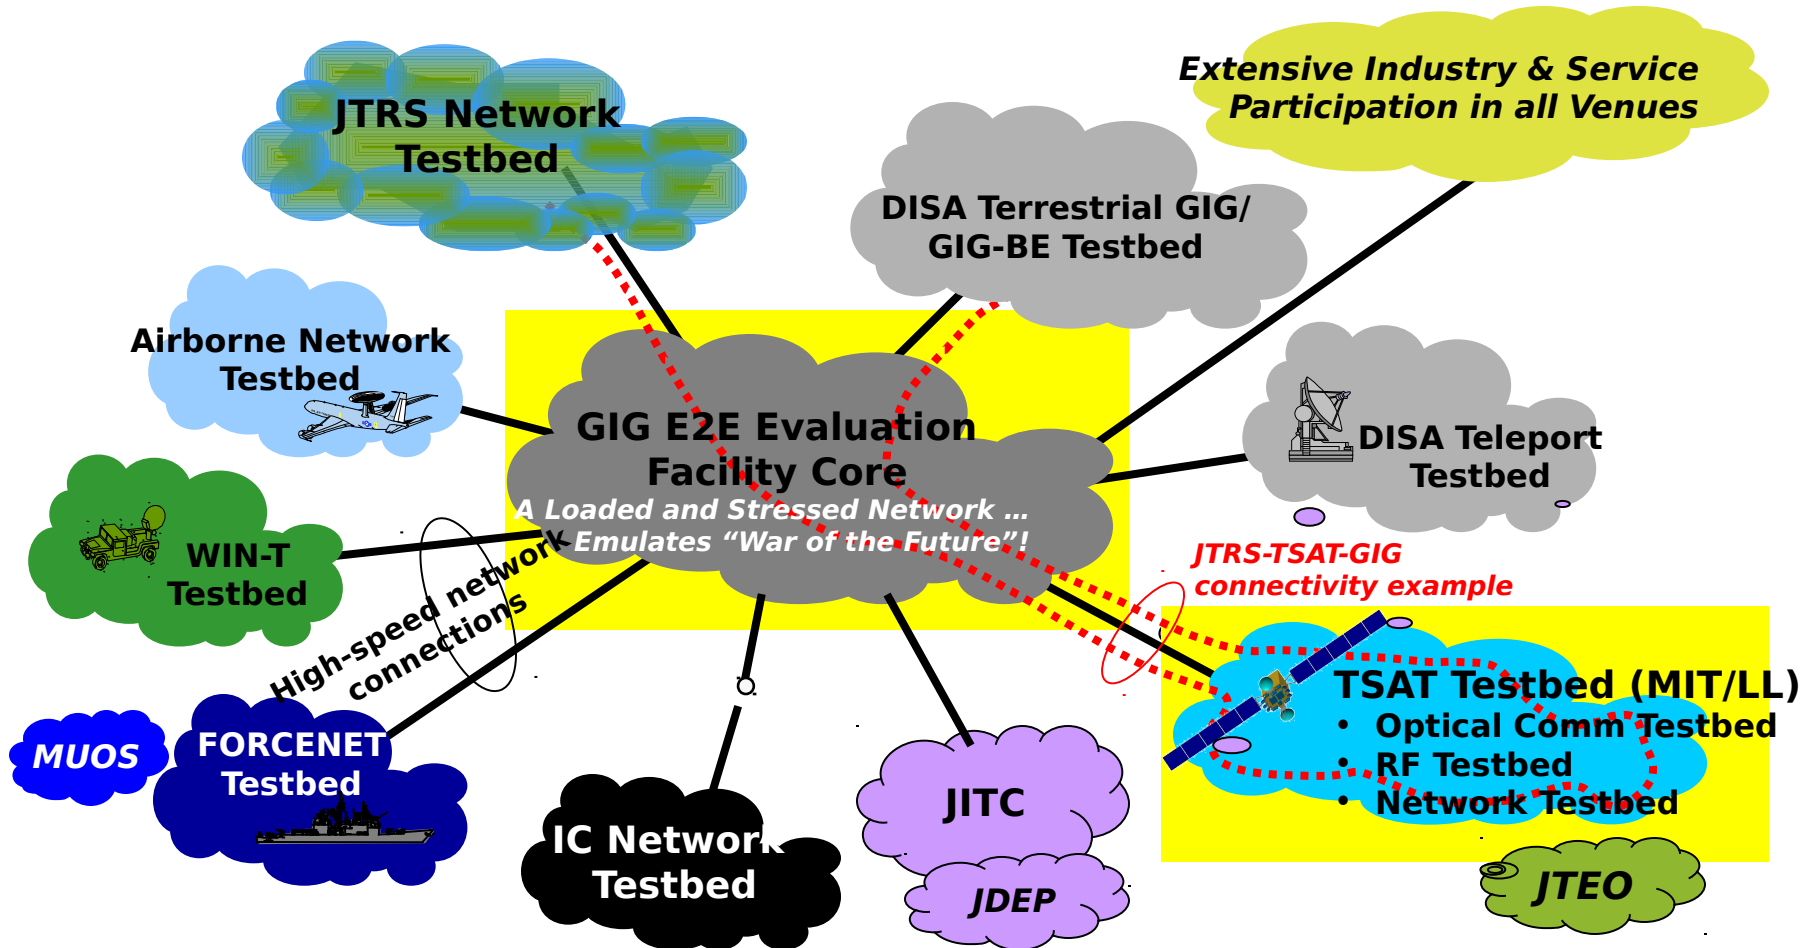 JTRS Network
Testbed
Extensive Industry & Service
Participation in all Venues
DISA Terrestrial GIG/
GIG-BE Testbed
Airborne Network
Testbed
GIG E2E Evaluation
Facility Core
A Loaded and Stressed Network …
Emulates “War of the Future”!
DISA Teleport
Testbed
WIN-T
Testbed
High-speed network
connections
JTRS-TSAT-GIG
connectivity example
MUOS
FORCENET
Testbed
TSAT Testbed (MIT/LL)
• Optical Comm Testbed
• RF Testbed
• Network Testbed
IC Network
Testbed
JITC
JDEP
JTEO